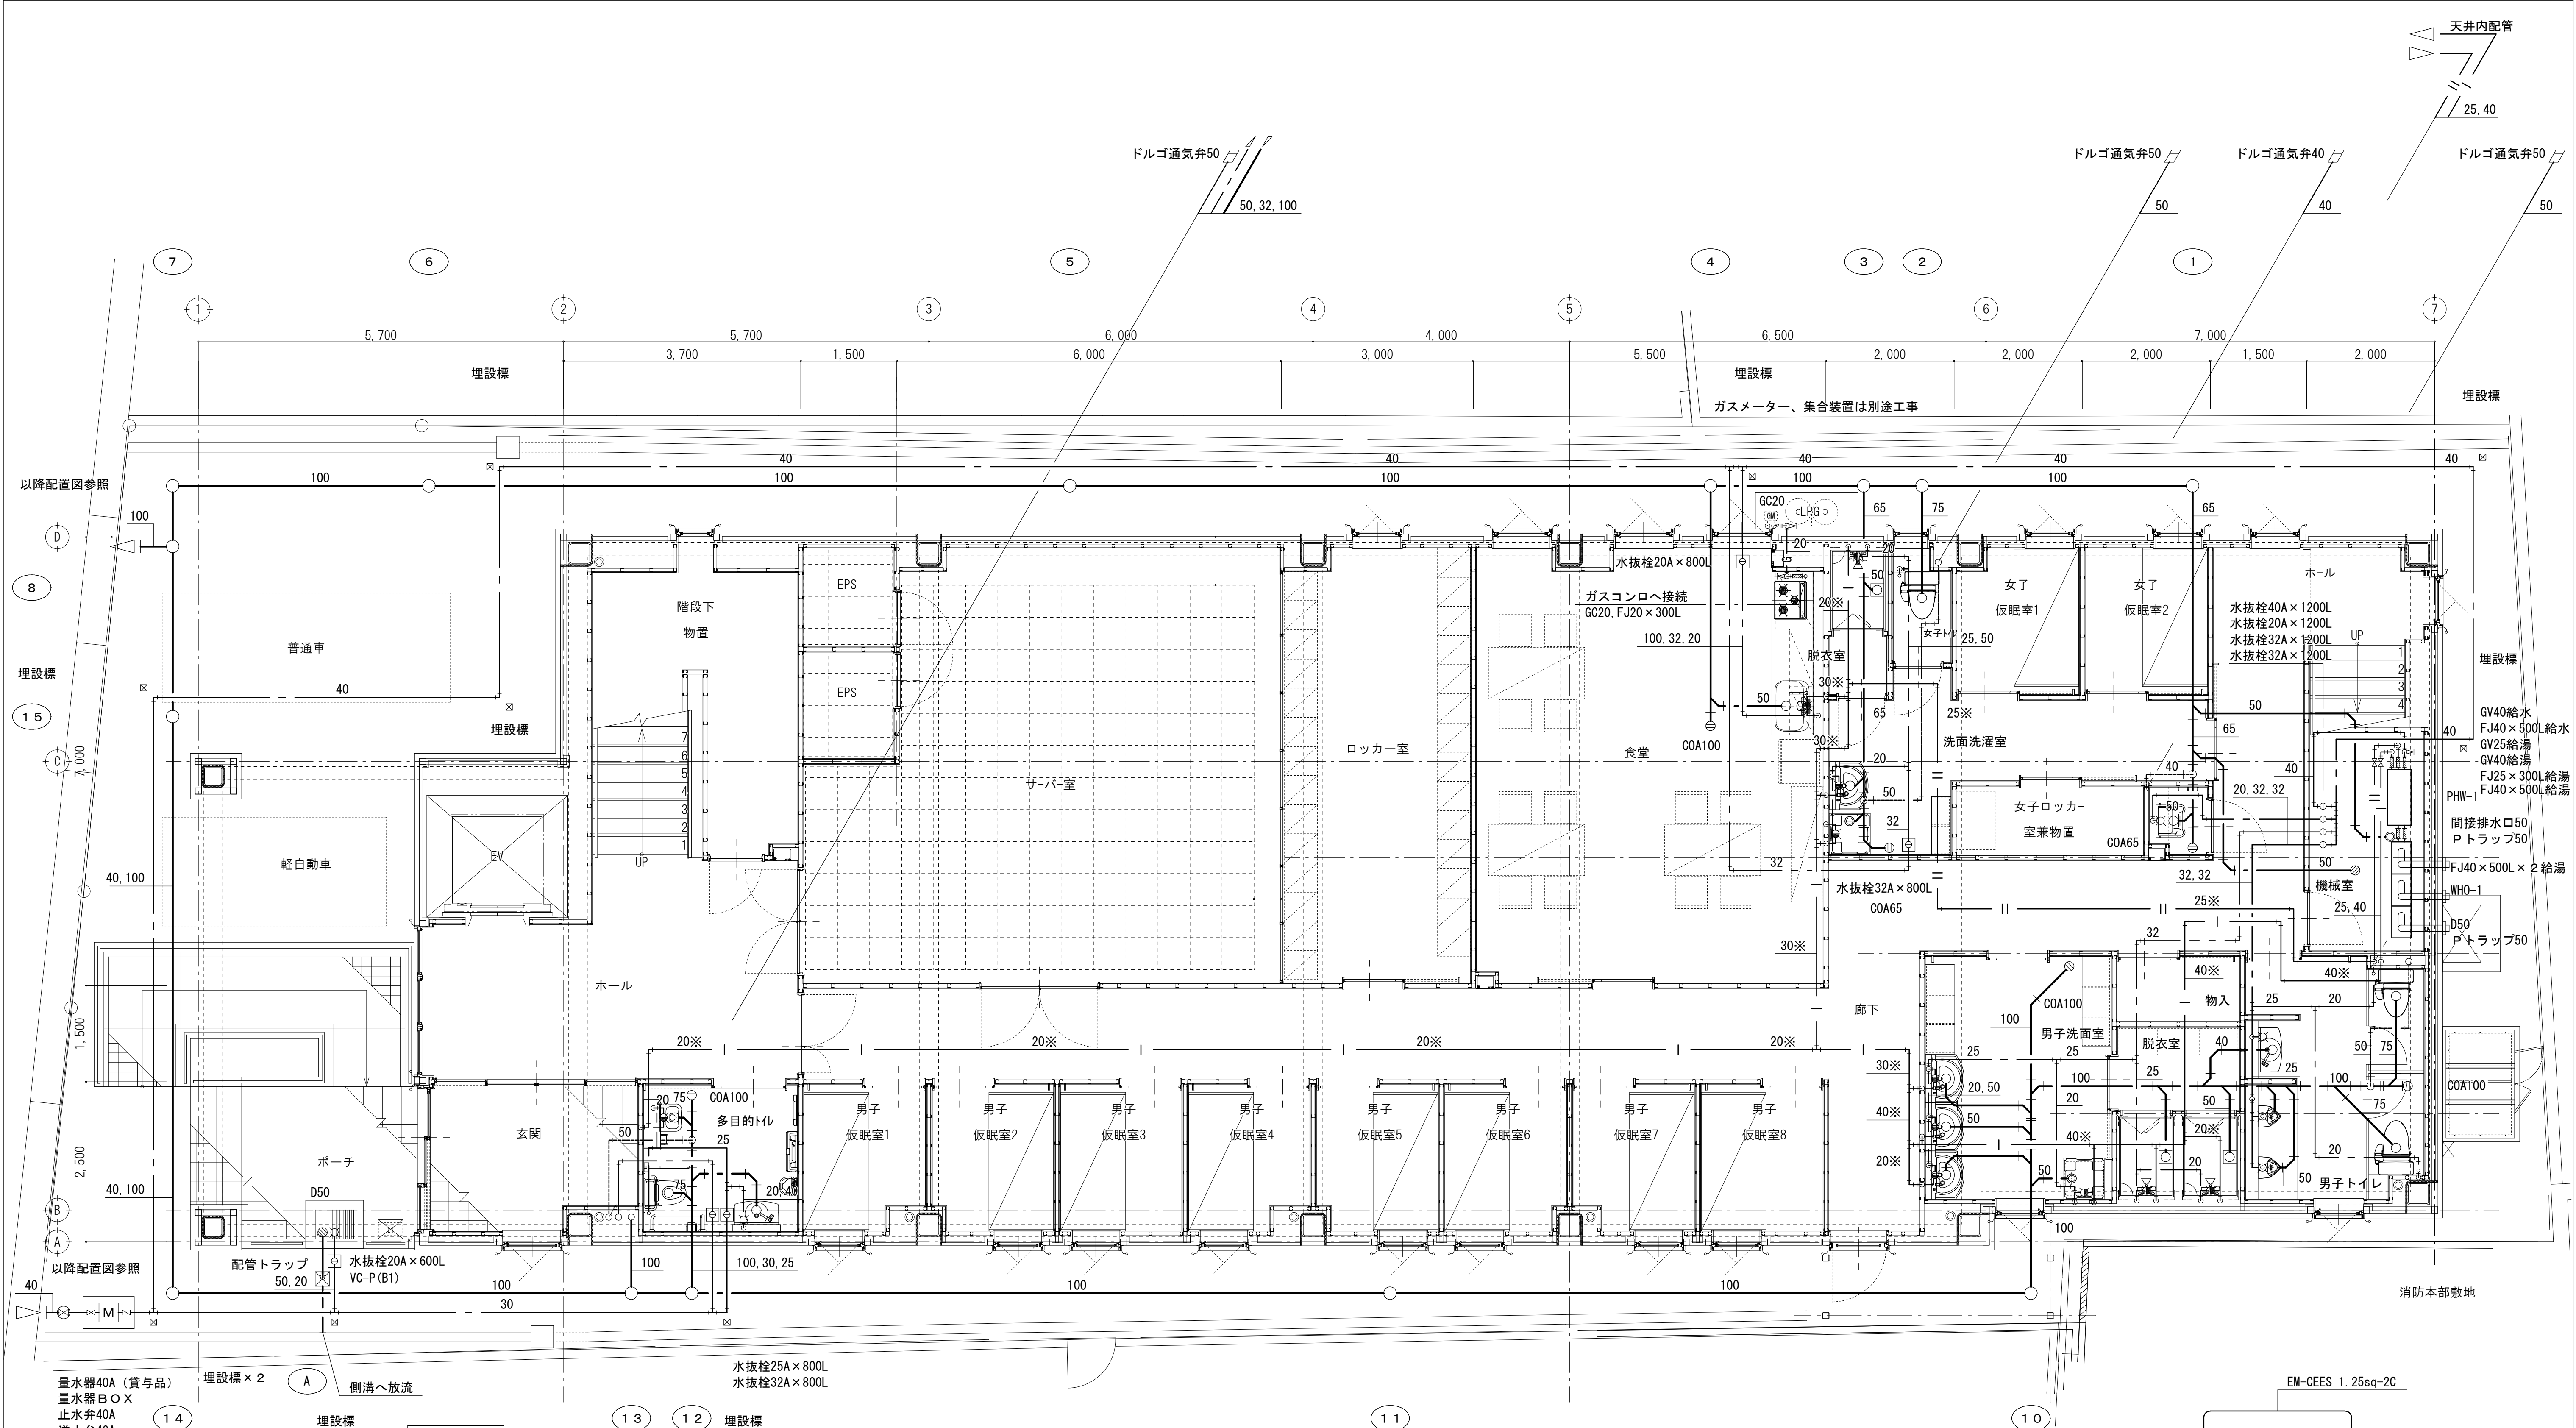 天井内配管
25,40
ドルゴ通気弁50
50,32,100
ドルゴ通気弁50
50
ドルゴ通気弁40
40
ドルゴ通気弁50
50
7
6
5
4
3
2
1
1
2
3
4
5
6
7
5,700
5,700
6,000
4,000
6,500
7,000
3,700
1,500
6,000
3,000
5,500
2,000
2,000
2,000
1,500
2,000
埋設標
埋設標
埋設標
ガスメーター、集合装置は別途工事
40
40
40
40
40
以降配置図参照
100
100
100
100
100
100
GC20
GM
LPG
65
75
65
D
水抜栓20A×800L
20
G
20
50
EPS
階段下
物置
ガスコンロへ接続
GC20,FJ20×300L
100,32,20
20※
女子ﾄｲﾚ
25,50
女子
仮眠室1
女子
仮眠室2
ホール
水抜栓40A×1200L
水抜栓20A×1200L
水抜栓32A×1200L
水抜栓32A×1200L
UP
1
2
3
4
8
普通車
脱衣室
30※
埋設標
埋設標
40
EPS
50
65
25※
50
15
埋設標
COA100
30※
洗面洗濯室
65
40
GV40給水
FJ40×500L給水
GV25給湯
GV40給湯
FJ25×300L給湯
FJ40×500L給湯
PHW-1
7
6
5
4
3
2
1
UP
C
7,000
サーバー室
ロッカー室
食堂
20
50
32
40
50
40
20,32,32
女子ロッカー
室兼物置
COA65
間接排水口50
Pトラップ50
EV
軽自動車
40,100
32
水抜栓32A×800L
COA65
32,32
50
機械室
FJ40×500L×2給湯
WHO-1
25※
25,40
D50
Pトラップ50
30※
32
40※
40※
ホール
廊下
COA100
男子洗面室
100
物入
25
20
脱衣室
1,500
20※
20※
20※
20※
30※
25
25
40
50
75
20,50
100
25
25
100
COA100
20
75
COA100
多目的ﾄｲﾚ
20
75
50
25
男子
仮眠室1
男子
仮眠室2
男子
仮眠室3
男子
仮眠室4
男子
仮眠室5
男子
仮眠室6
男子
仮眠室7
男子
仮眠室8
40※
50
40※
50
20※
20
20
20※
50
50
男子トイレ
2,500
玄関
ポーチ
40,100
D50
75
20,40
B
A
100
以降配置図参照
配管トラップ
50,20
水抜栓20A×600L
VC-P(B1)
100
100,30,25
40
M
100
30
100
100
消防本部敷地
水抜栓25A×800L
水抜栓32A×800L
量水器40A（貸与品）
量水器BOX
止水弁40A
埋設標×2
A
側溝へ放流
EM-CEES 1.25sq-2C
14
埋設標
13
12
埋設標
11
10